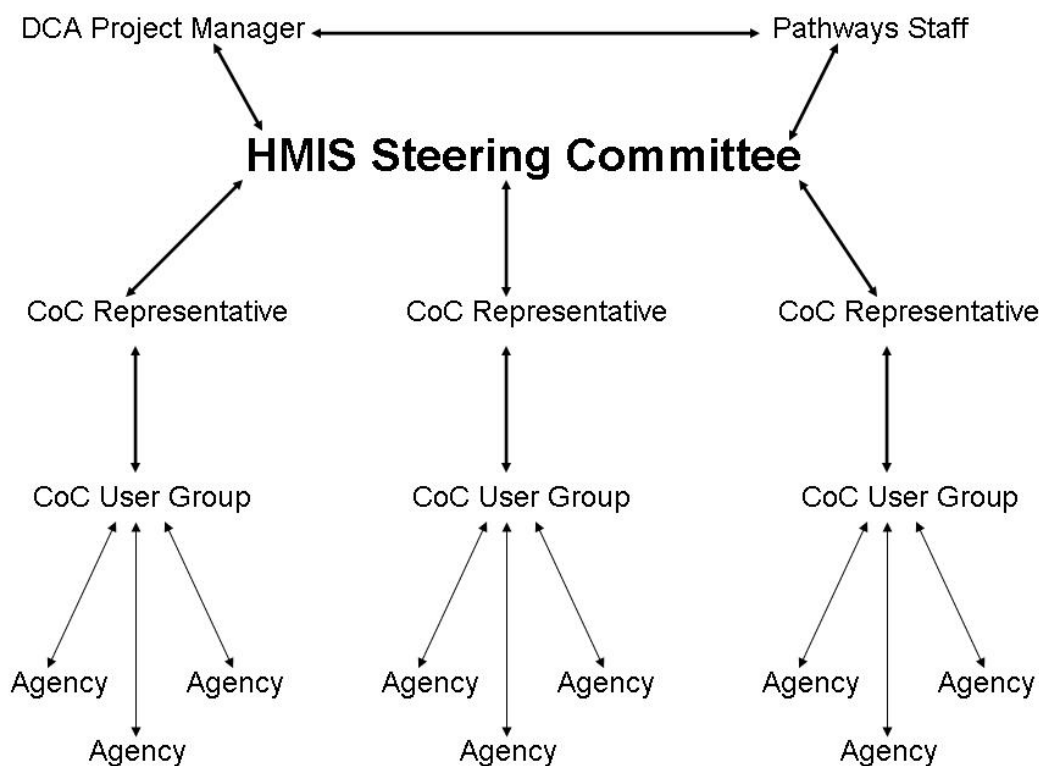 DCA Project Manager
Pathways Staff
HMIS Steering Committee
CoC Representative
CoC Representative
CoC Representative
CoC User Group
CoC User Group
CoC User Group
Agency
Agency
Agency
Agency
Agency
Agency
Agency
Agency
Agency